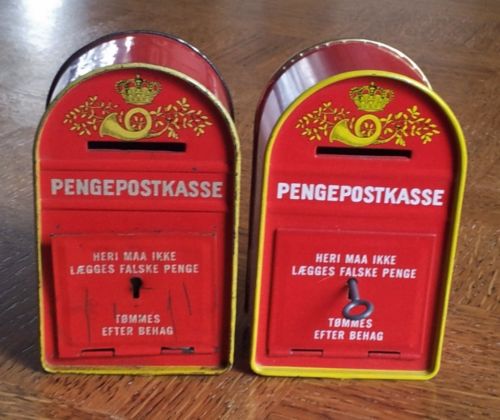 PENGEPOSTKASSE
HERI MAA IKKE
LÆGGES FALSKE PENGE
TØMMES
EFTER BEHAG
PENGEPOSTKASSE
HERI MAA IKKE
LÆGGES FALSKE PENGE
TØMMES
EFTER BEHAG